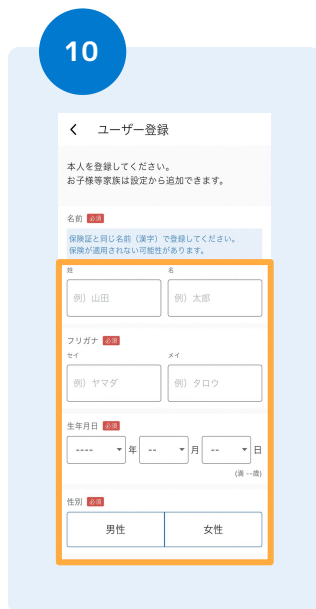 10
ユーザー登録
本人を登録してください。
お子様等家族は設定から追加できます。
名前 必須
保険証と同じ名前（漢字）で登録してください。
保険が適用されない可能性があります。
姓 名
例）山田 例）太郎
フリガナ 必須
セイ メイ
例）ヤマダ 例）タロウ
生年月日 必須
---- 年 -- 月 -- 日
(満 --歳)
性別 必須
男性 女性